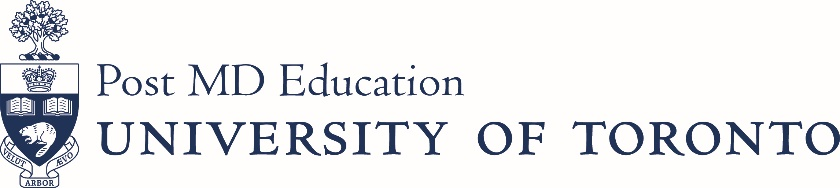 Post MD Education
UNIVERSITY OF TORONTO
VELUT ÆVO
ARBOR